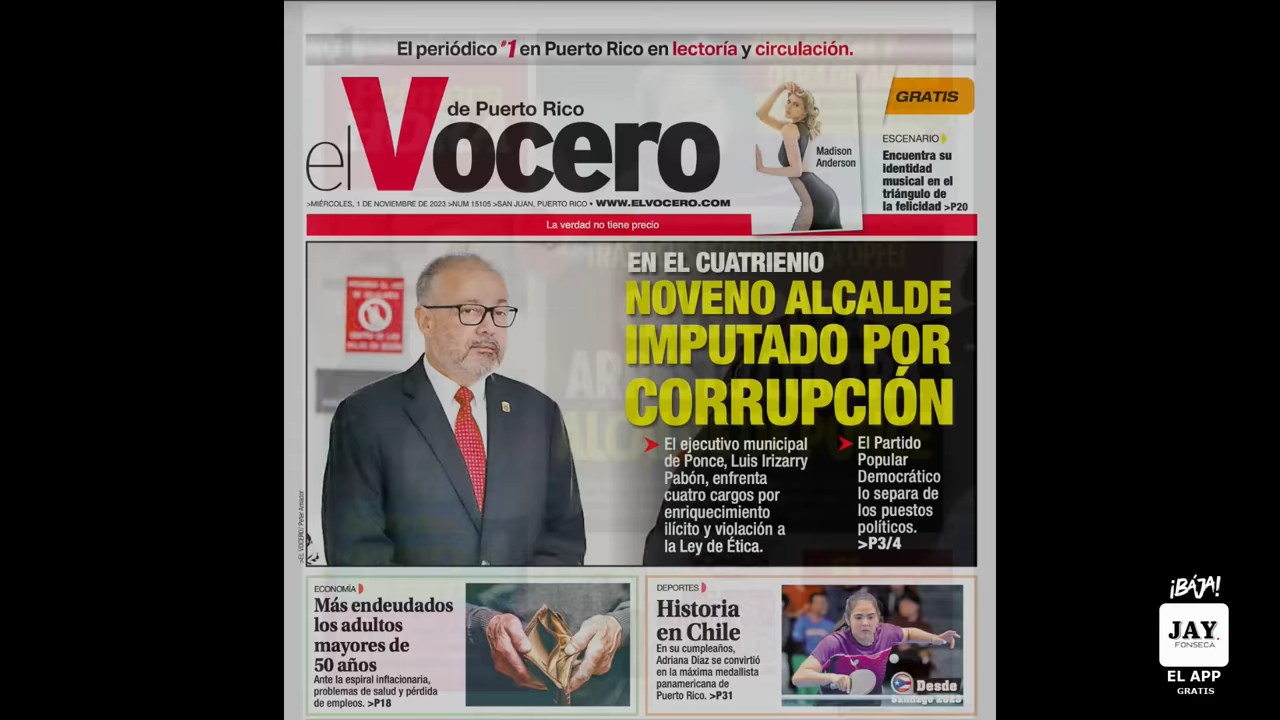 El periódico #1 en Puerto Rico en lectoría y circulación.
el Vocero
de Puerto Rico
>MIÉRCOLES, 1 DE NOVIEMBRE DE 2023 >NUM 15105 >SAN JUAN, PUERTO RICO • WWW.ELVOCERO.COM
La verdad no tiene precio
Madison
Anderson
GRATIS
ESCENARIO
Encuentra su
identidad
musical en el
triángulo de
la felicidad >P20
EN EL CUATRIENIO
NOVENO ALCALDE
IMPUTADO POR
CORRUPCIÓN
El ejecutivo municipal
de Ponce, Luis Irizarry
Pabón, enfrenta
cuatro cargos por
enriquecimiento
ilícito y violación a
la Ley de Ética.
El Partido
Popular
Democrático
lo separa de
los puestos
políticos.
>P3/4
>EL VOCERO/ Peter Amador
ECONOMÍA
Más endeudados
los adultos
mayores de
50 años
Ante la espiral inflacionaria,
problemas de salud y pérdida
de empleos. >P18
DEPORTES
Historia
en Chile
En su cumpleaños,
Adriana Díaz se convirtió
en la máxima medallista
panamericana de
Puerto Rico. >P31
Desde
Santiago 2023
¡BÁJA!
JAY
FONSECA
EL APP
GRATIS